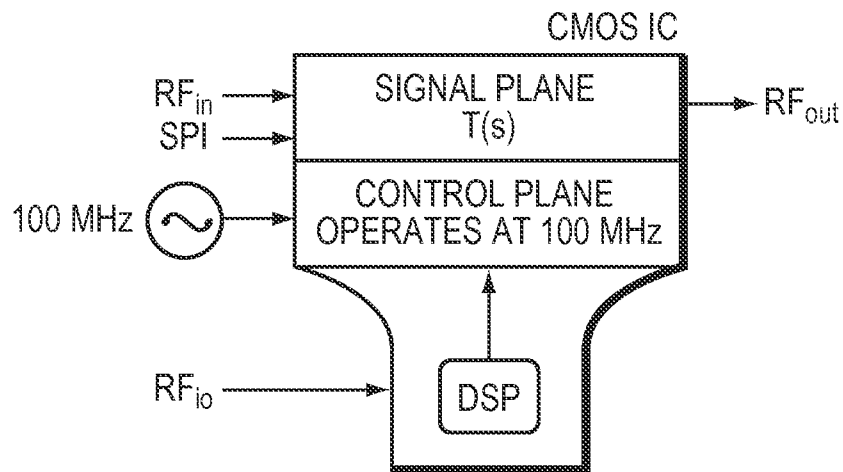 CMOS IC
RFin
SPI
SIGNAL PLANE
T(s)
RFout
100 MHz
CONTROL PLANE
OPERATES AT 100 MHz
RFio
DSP